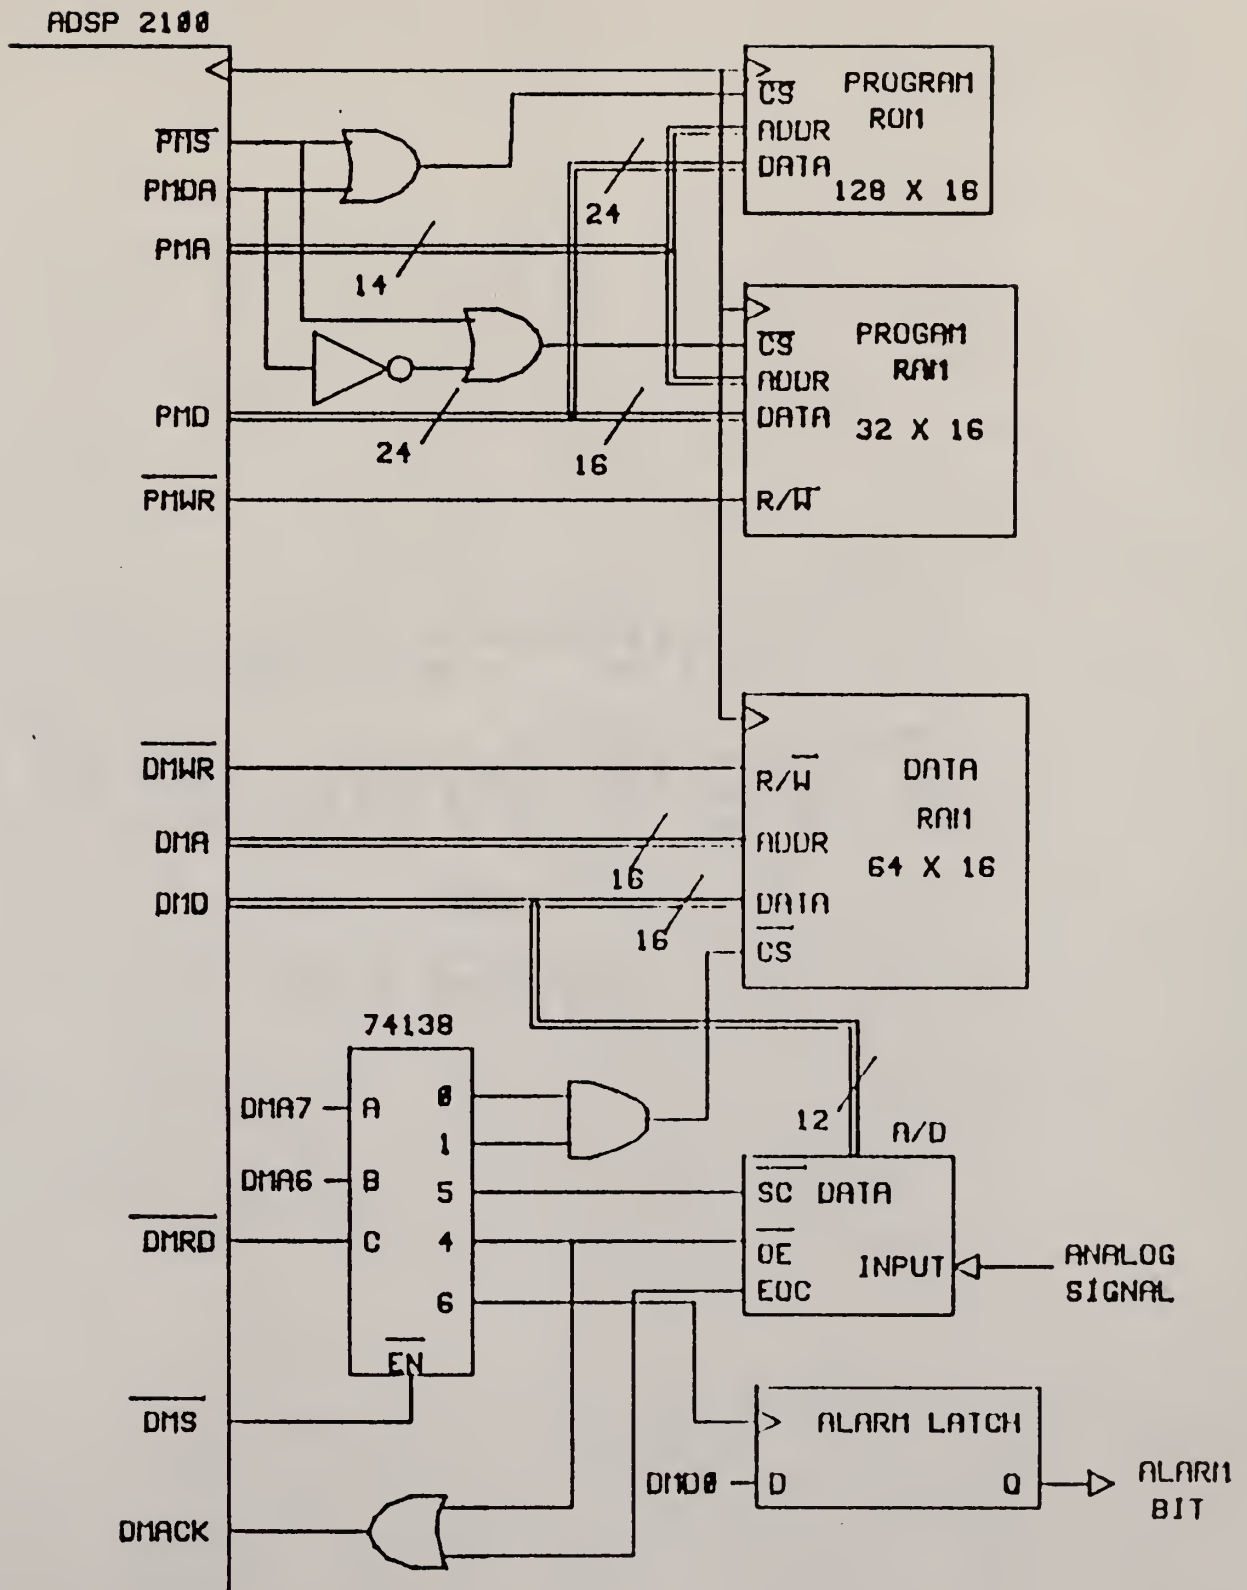 ADSP 2100
PMS
PMDA
PMA
PMD
PMWR
14
24
24
16
CS
ADDR
DATA
PROGRAM
ROM
128 X 16
CS
ADDR
DATA
R/W
PROGAM
RAM
32 X 16
DMWR
DMA
DMD
16
16
R/W
ADDR
DATA
CS
DATA
RAM
64 X 16
74138
DMA7
A
0
1
DMA6
B
5
DMRD
C
4
6
EN
DMS
DMACK
12
A/D
SC DATA
OE
EOC
INPUT
ANALOG
SIGNAL
ALARM LATCH
DMD0
D
Q
ALARM
BIT